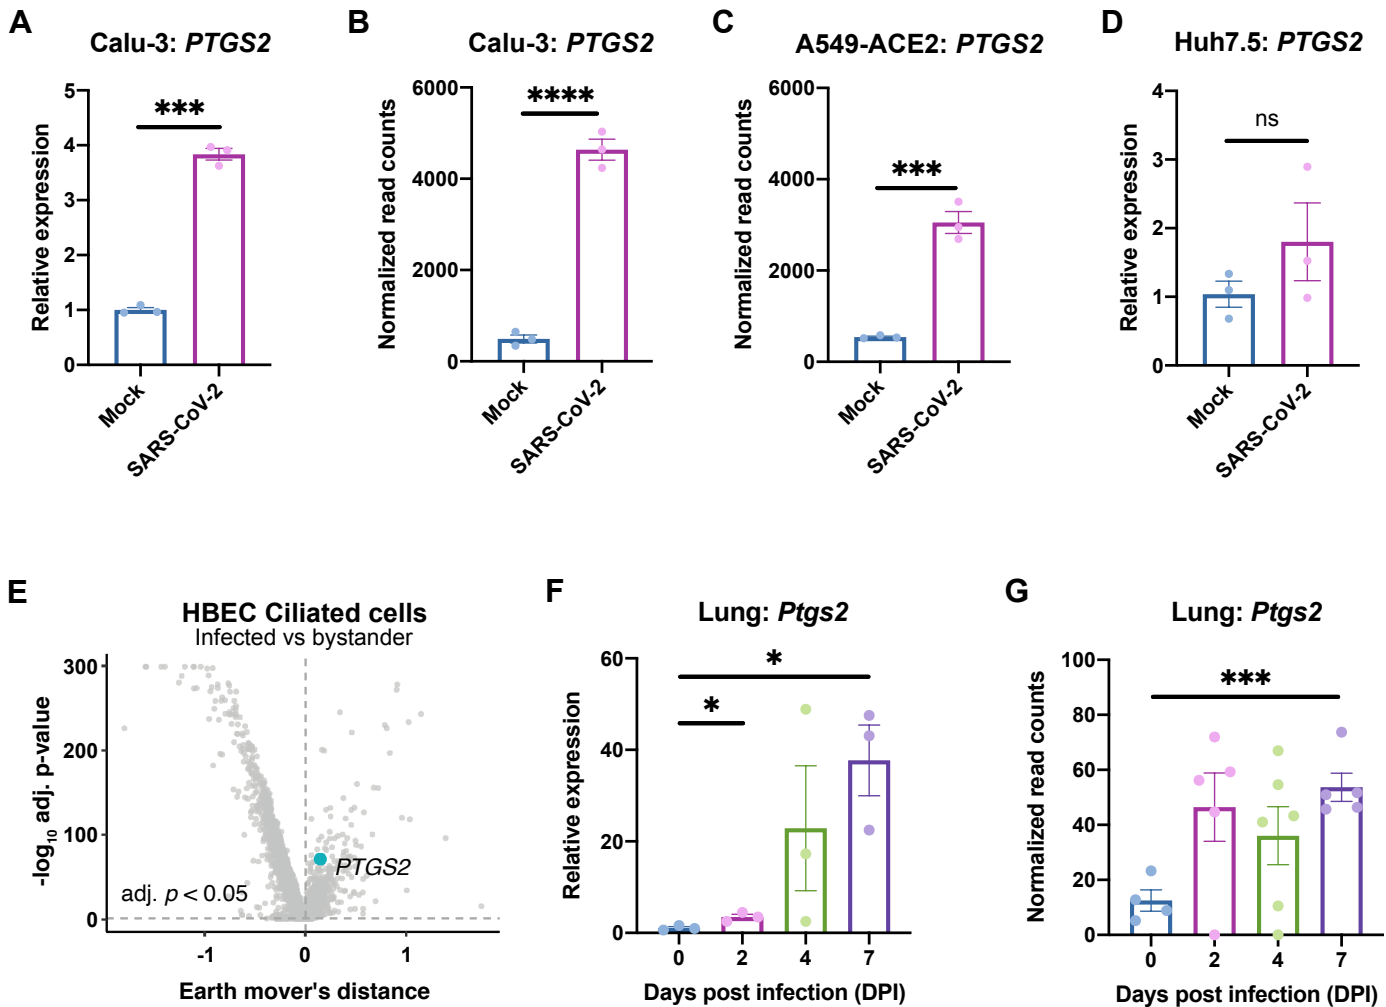 A
Calu-3: PTGS2
Relative expression
5
4
3
2
1
0
***
Mock
SARS-CoV-2
B
Calu-3: PTGS2
Normalized read counts
6000
4000
2000
0
****
Mock
SARS-CoV-2
C
A549-ACE2: PTGS2
Normalized read counts
6000
4000
2000
0
***
Mock
SARS-CoV-2
D
Huh7.5: PTGS2
Relative expression
4
3
2
1
0
ns
Mock
SARS-CoV-2
E
HBEC Ciliated cells
Infected vs bystander
-log10 adj. p-value
300
200
100
0
PTGS2
adj. p < 0.05
-1 0 1
Earth mover's distance
F
Lung: Ptgs2
Relative expression
60
40
20
0
*
*
0 2 4 7
Days post infection (DPI)
G
Lung: Ptgs2
Normalized read counts
100
80
60
40
20
0
***
0 2 4 7
Days post infection (DPI)